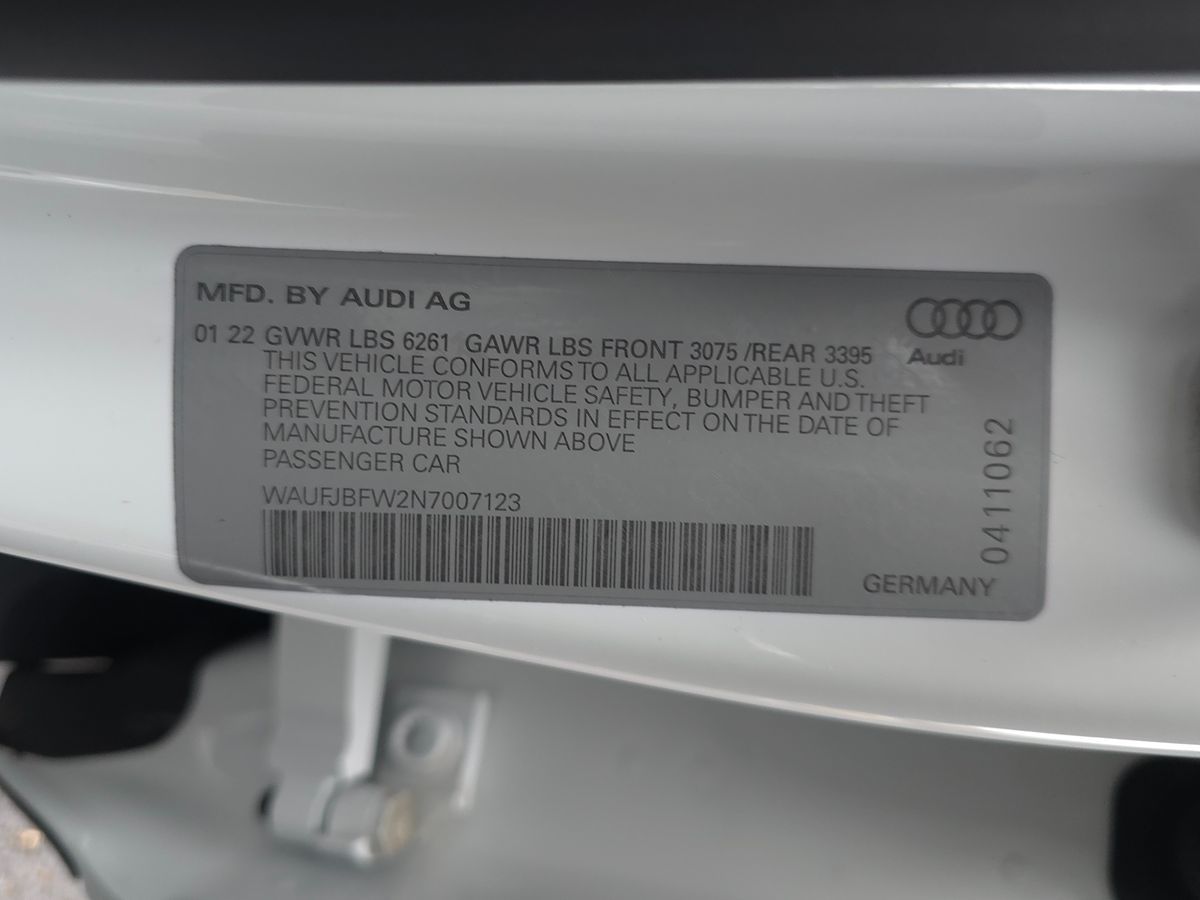 MFD. BY AUDI AG
Audi
01 22 GVWR LBS 6261 GAWR LBS FRONT 3075 /REAR 3395
THIS VEHICLE CONFORMS TO ALL APPLICABLE U.S.
FEDERAL MOTOR VEHICLE SAFETY, BUMPER AND THEFT
PREVENTION STANDARDS IN EFFECT ON THE DATE OF
MANUFACTURE SHOWN ABOVE
PASSENGER CAR
WAUFJBFW2N7007123
0411062
GERMANY